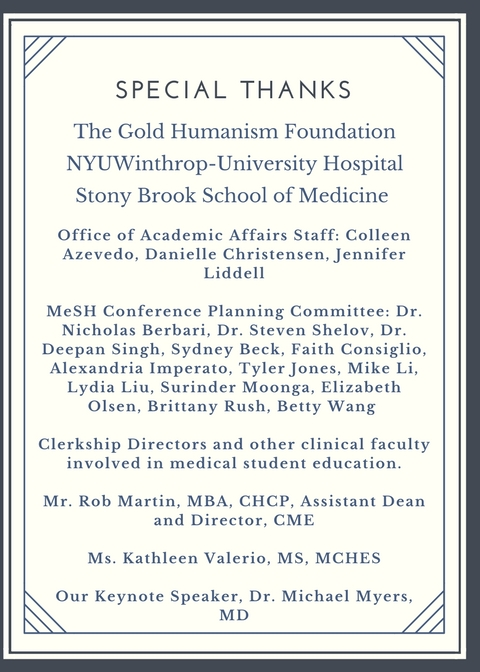 SPECIAL THANKS
The Gold Humanism Foundation
NYUWinthrop-University Hospital
Stony Brook School of Medicine
Office of Academic Affairs Staff: Colleen
Azevedo, Danielle Christensen, Jennifer
Liddell
MeSH Conference Planning Committee: Dr.
Nicholas Berbari, Dr. Steven Shelov, Dr.
Deepan Singh, Sydney Beck, Faith Consiglio,
Alexandria Imperato, Tyler Jones, Mike Li,
Lydia Liu, Surinder Moonga, Elizabeth
Olsen, Brittany Rush, Betty Wang
Clerkship Directors and other clinical faculty
involved in medical student education.
Mr. Rob Martin, MBA, CHCP, Assistant Dean
and Director, CME
Ms. Kathleen Valerio, MS, MCHES
Our Keynote Speaker, Dr. Michael Myers,
MD